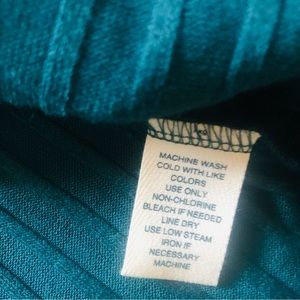 MACHINE WASH
COLD WITH LIKE
COLORS
USE ONLY
NON-CHLORINE
BLEACH IF NEEDED
LINE DRY
USE LOW STEAM
IRON IF
NECESSARY
MACHINE